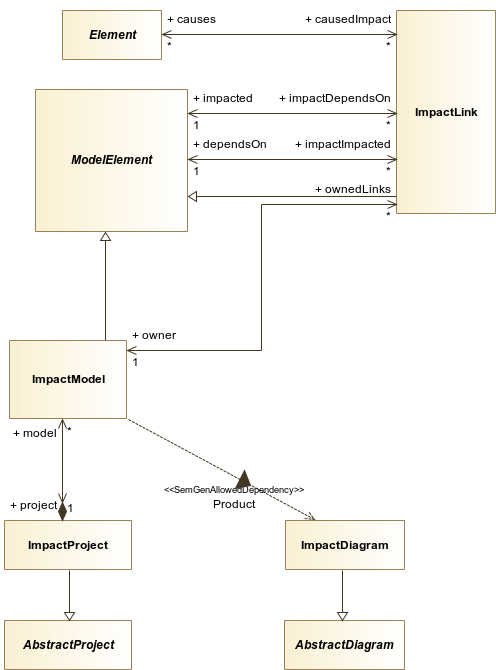 Element
+ causes
*
+ causedImpact
*
ImpactLink
ModelElement
+ impacted
1
+ impactDependsOn
*
+ dependsOn
1
+ impactImpacted
*
+ ownedLinks
*
+ owner
1
ImpactModel
+ model
*
<<SemGenAllowedDependency>>
Product
+ project
1
ImpactProject
ImpactDiagram
AbstractProject
AbstractDiagram